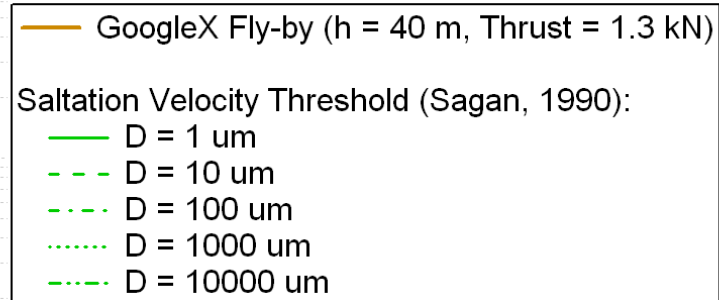 GoogleX Fly-by (h = 40 m, Thrust = 1.3 kN)
Saltation Velocity Threshold (Sagan, 1990):
D = 1 um
D = 10 um
D = 100 um
D = 1000 um
D = 10000 um